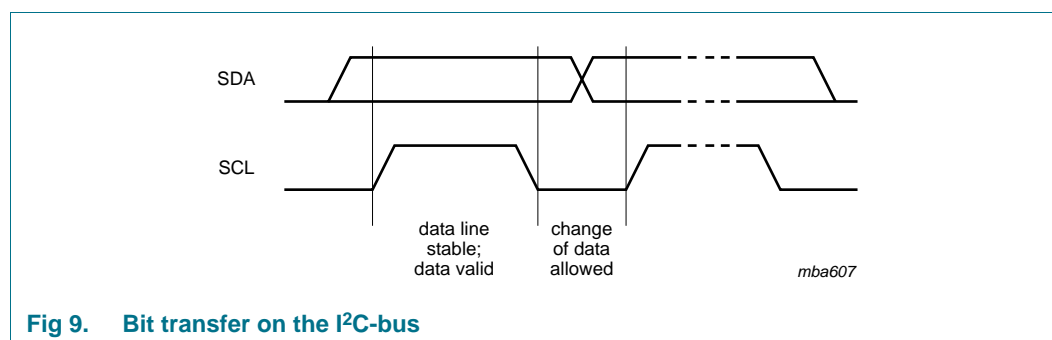 SDA
SCL
data line
stable;
data valid
change
of data
allowed
mba607
Fig 9. Bit transfer on the I²C-bus